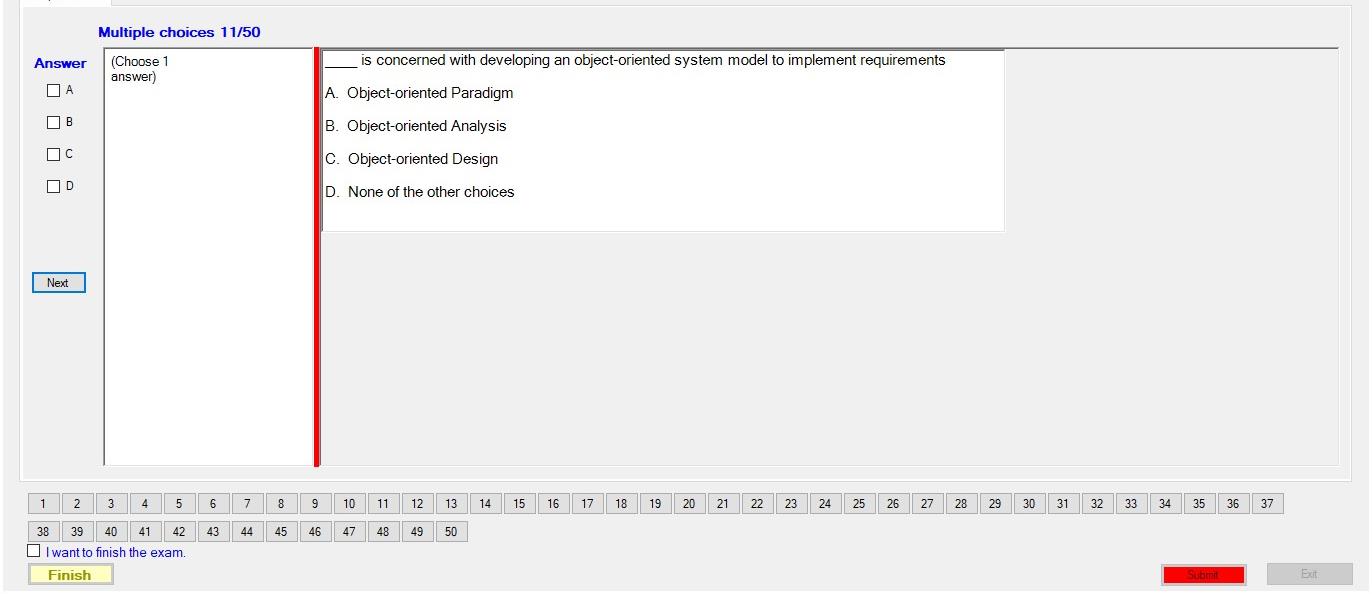 Multiple choices 11/50
Answer
(Choose 1
answer)
A
B
C
D
____ is concerned with developing an object-oriented system model to implement requirements
A. Object-oriented Paradigm
B. Object-oriented Analysis
C. Object-oriented Design
D. None of the other choices
Next
1 2 3 4 5 6 7 8 9 10 11 12 13 14 15 16 17 18 19 20 21 22 23 24 25 26 27 28 29 30 31 32 33 34 35 36 37
38 39 40 41 42 43 44 45 46 47 48 49 50
I want to finish the exam.
Finish
Submit
Exit